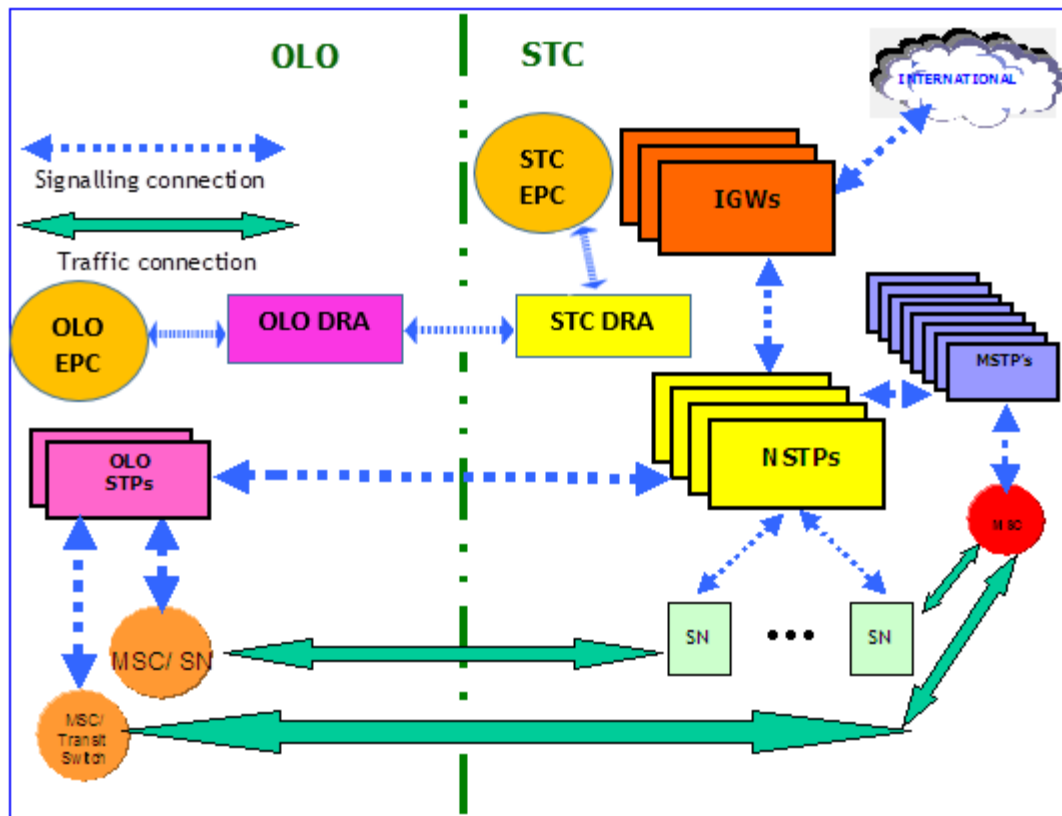 OLO
STC
INTERNATIONAL
Signalling connection
Traffic connection
STC
EPC
IGWs
OLO
EPC
OLO DRA
STC DRA
MSTP's
OLO
STPs
NSTPs
MSC
SN
•••
SN
MSC/ SN
MSC/
Transit
Switch